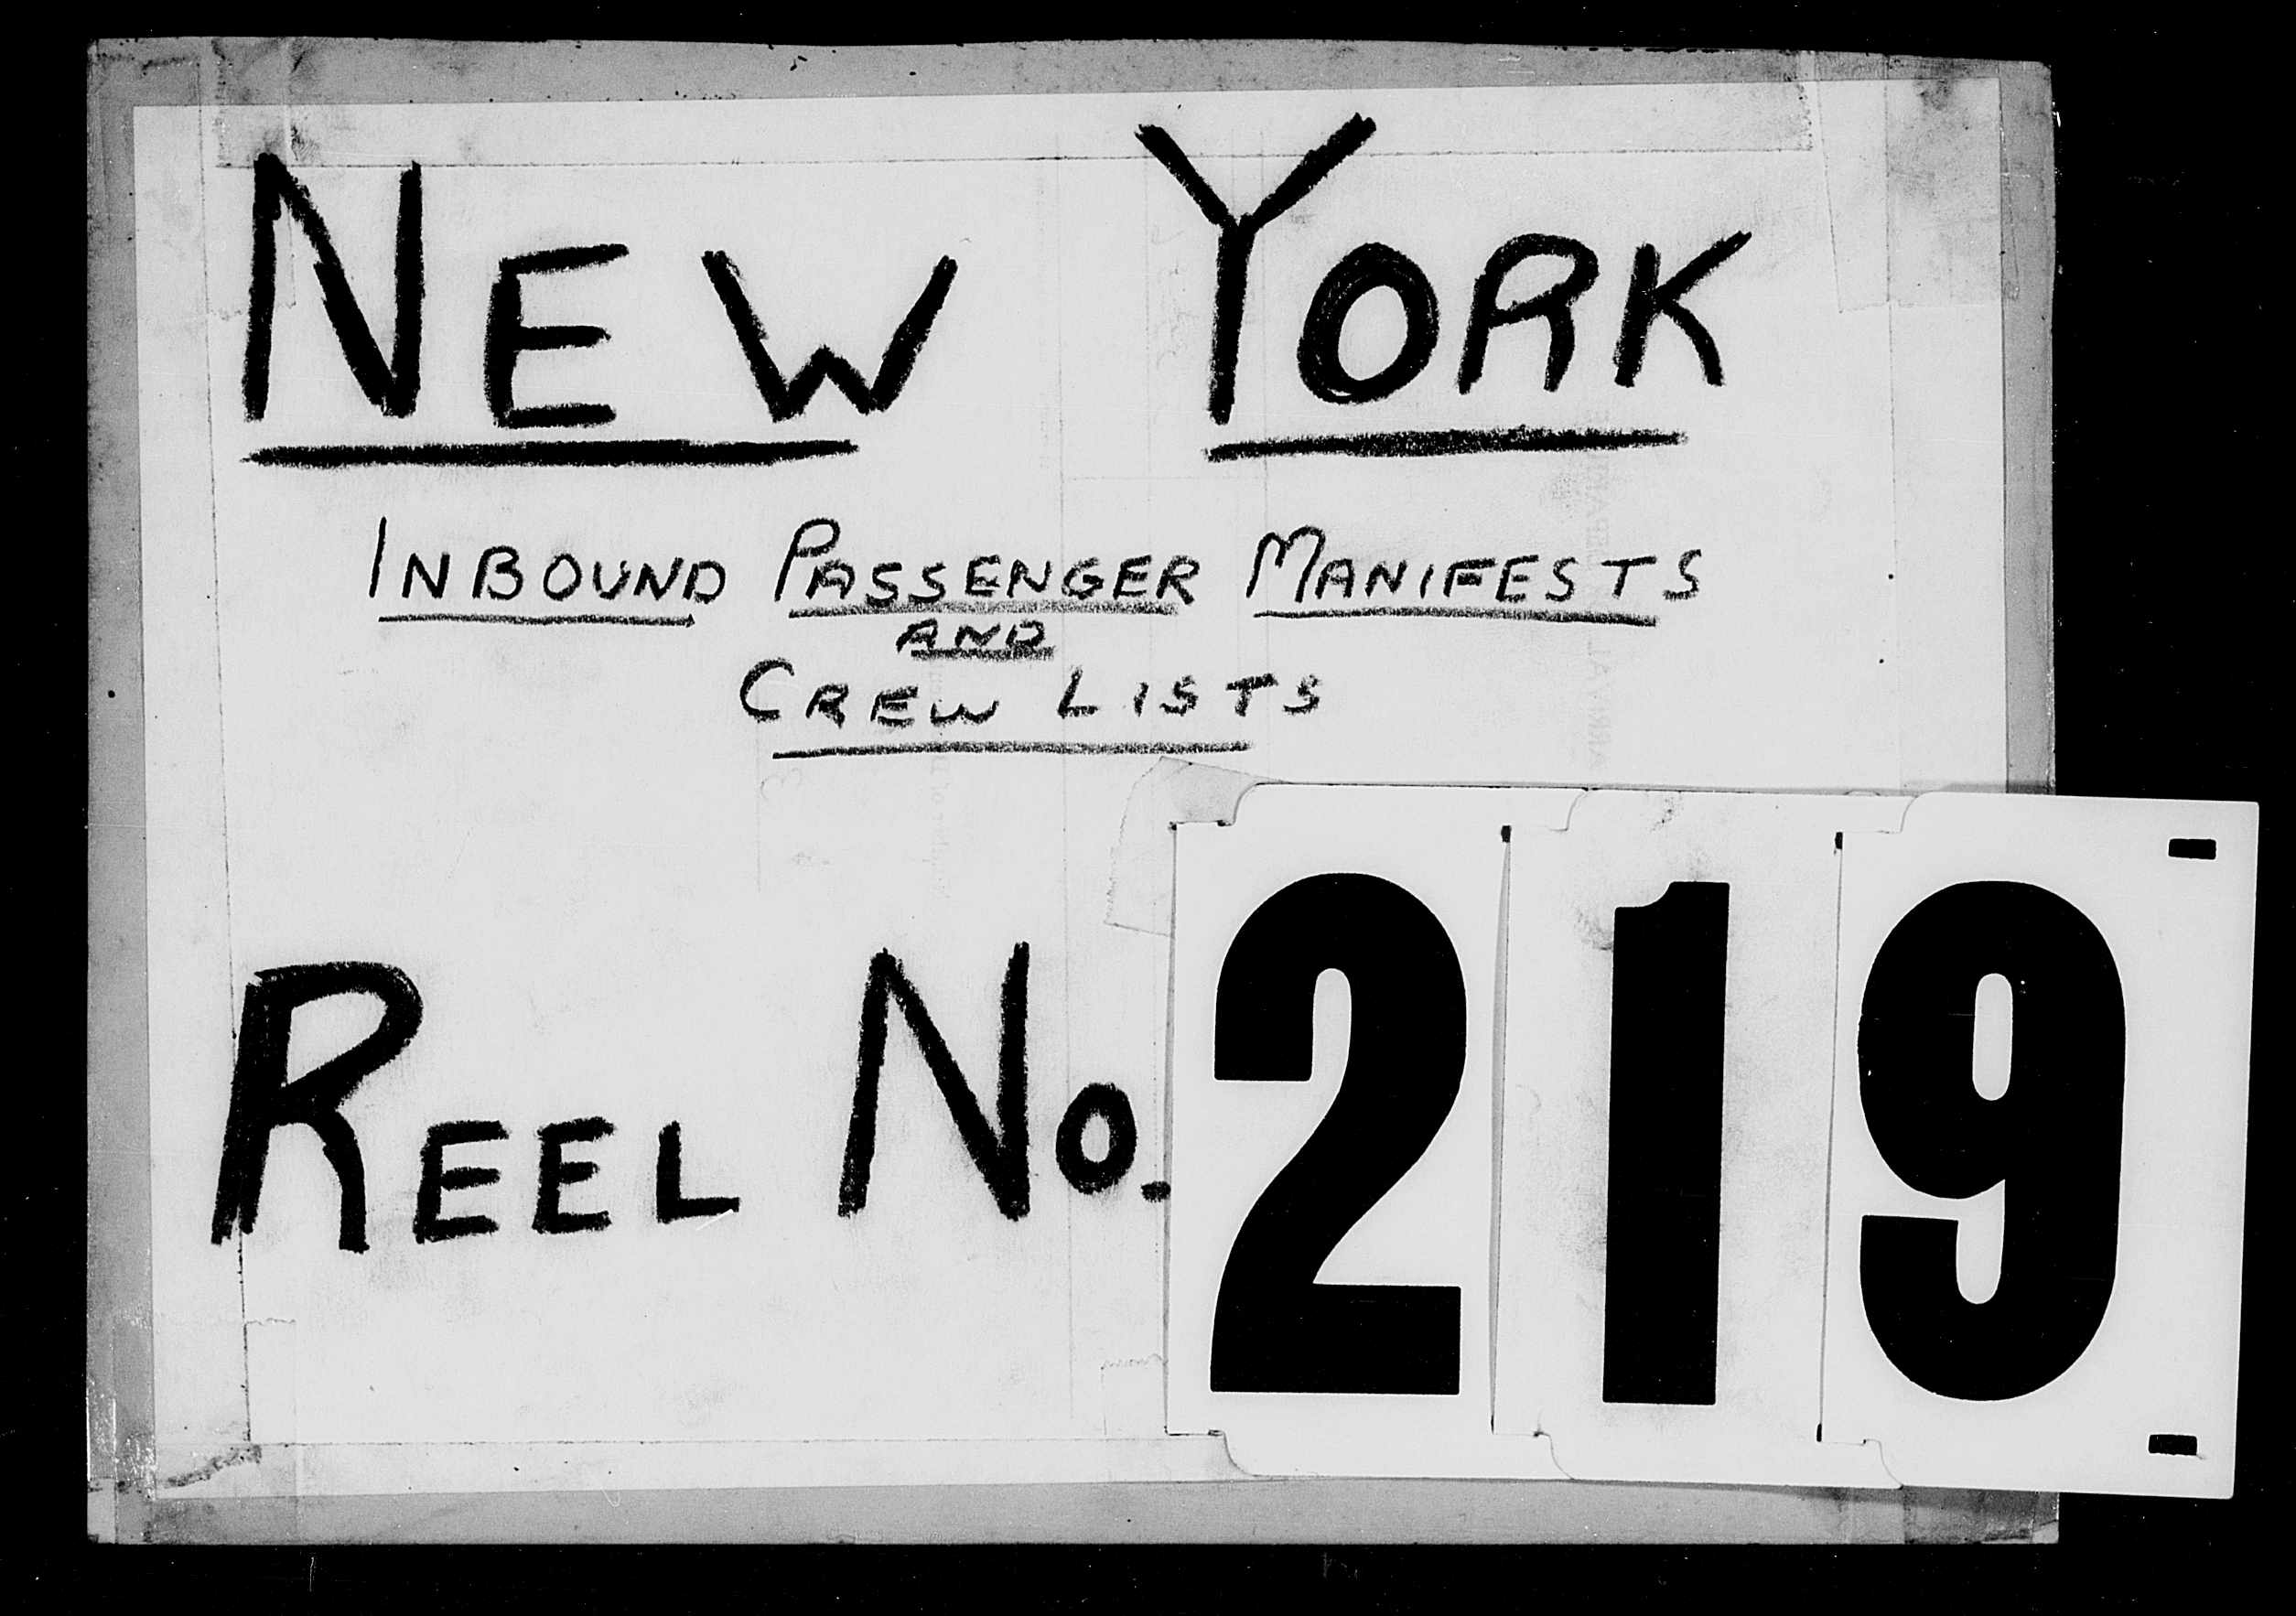 NEW YORK
INBOUND PASSENGER MANIFESTS
AND
CREW LISTS
REEL NO. 219